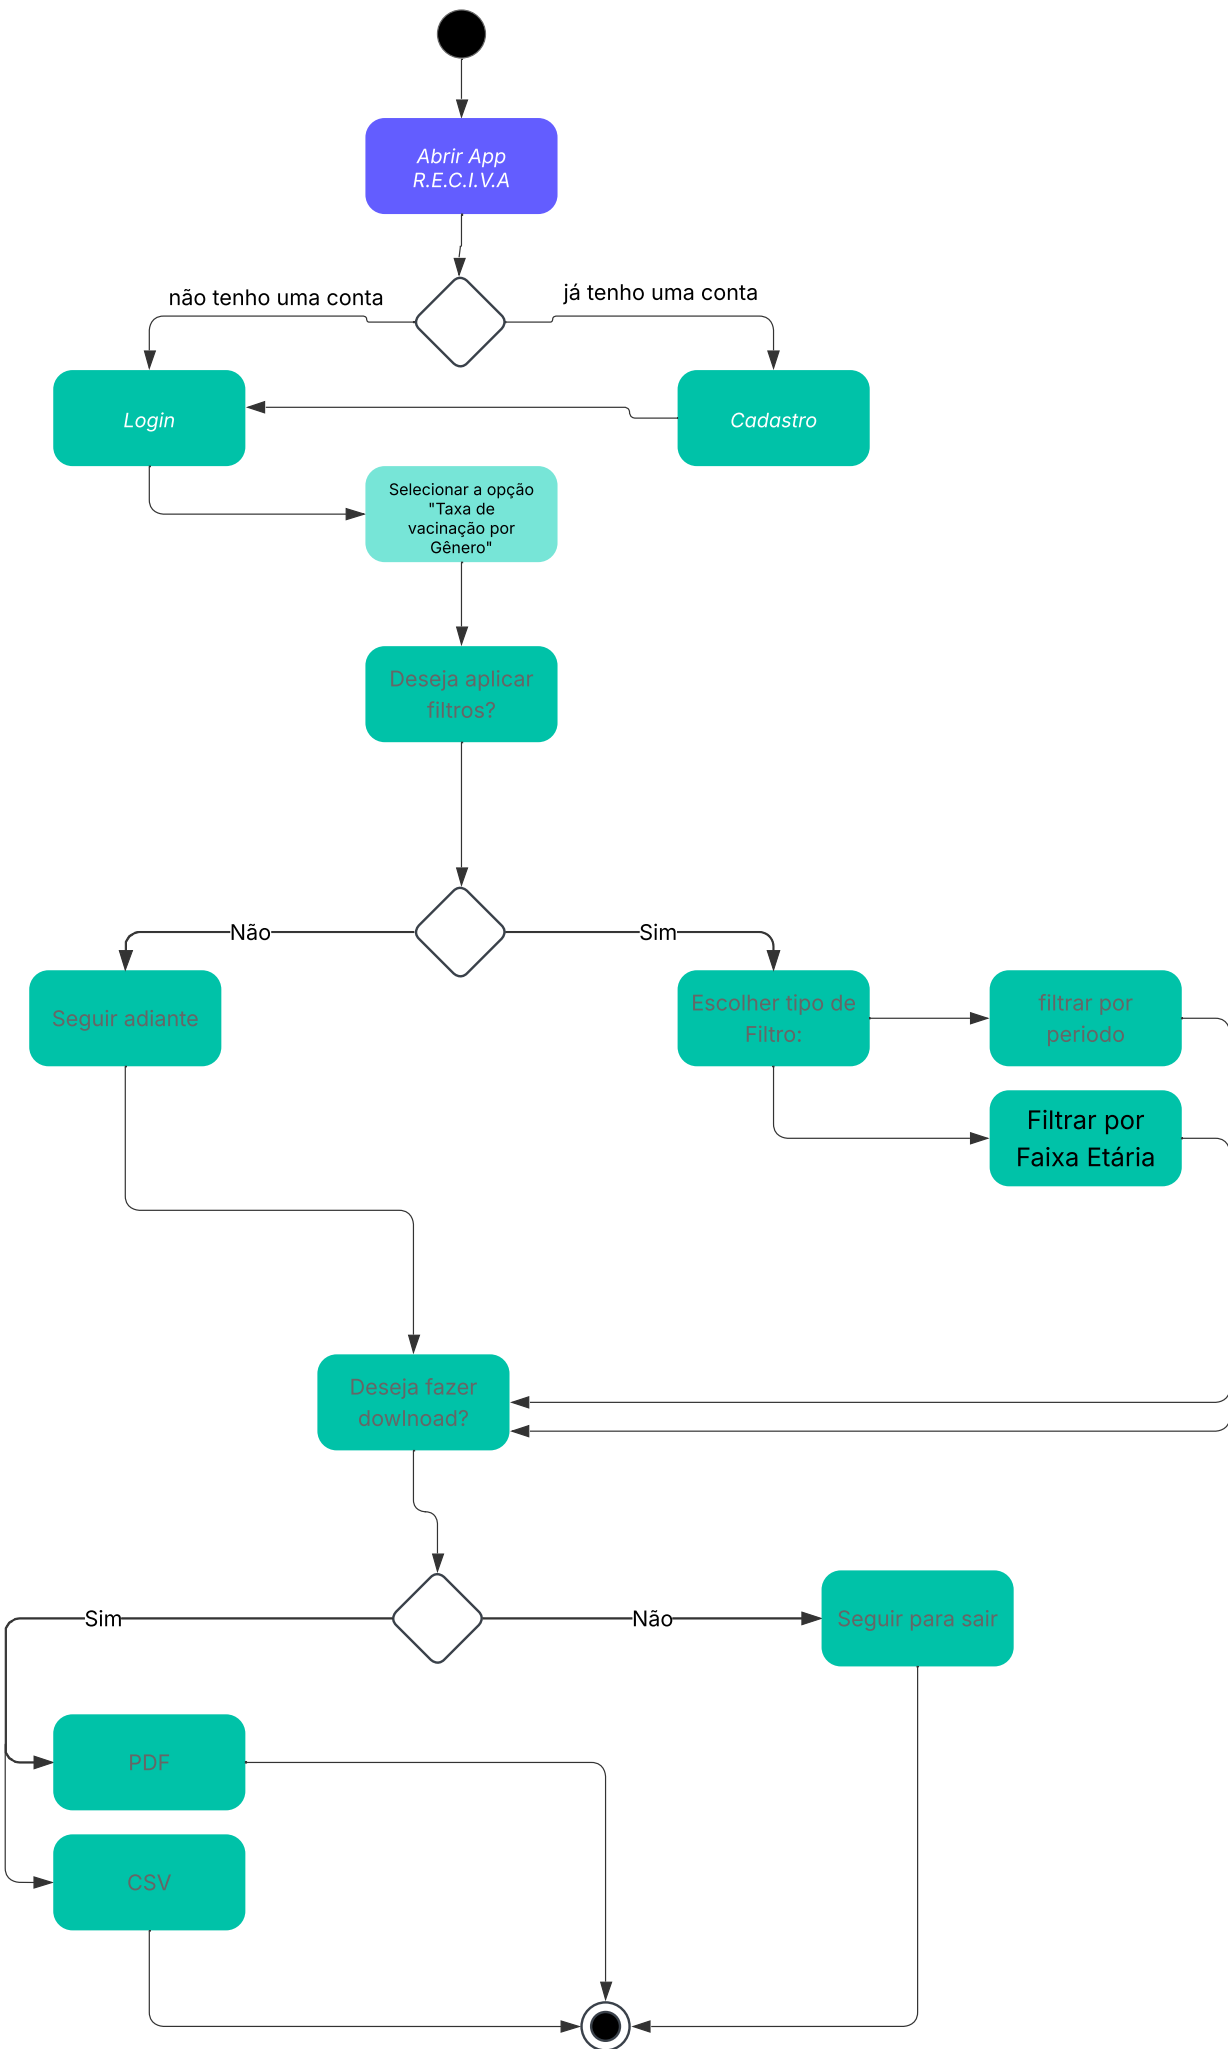 Abrir App
R.E.C.I.V.A
não tenho uma conta
já tenho uma conta
Login
Cadastro
Selecionar a opção
"Taxa de
vacinação por
Gênero"
Deseja aplicar
filtros?
Não
Sim
Seguir adiante
Escolher tipo de
Filtro:
filtrar por
periodo
Filtrar por
Faixa Etária
Deseja fazer
dowlnoad?
Sim
Não
Seguir para sair
PDF
CSV